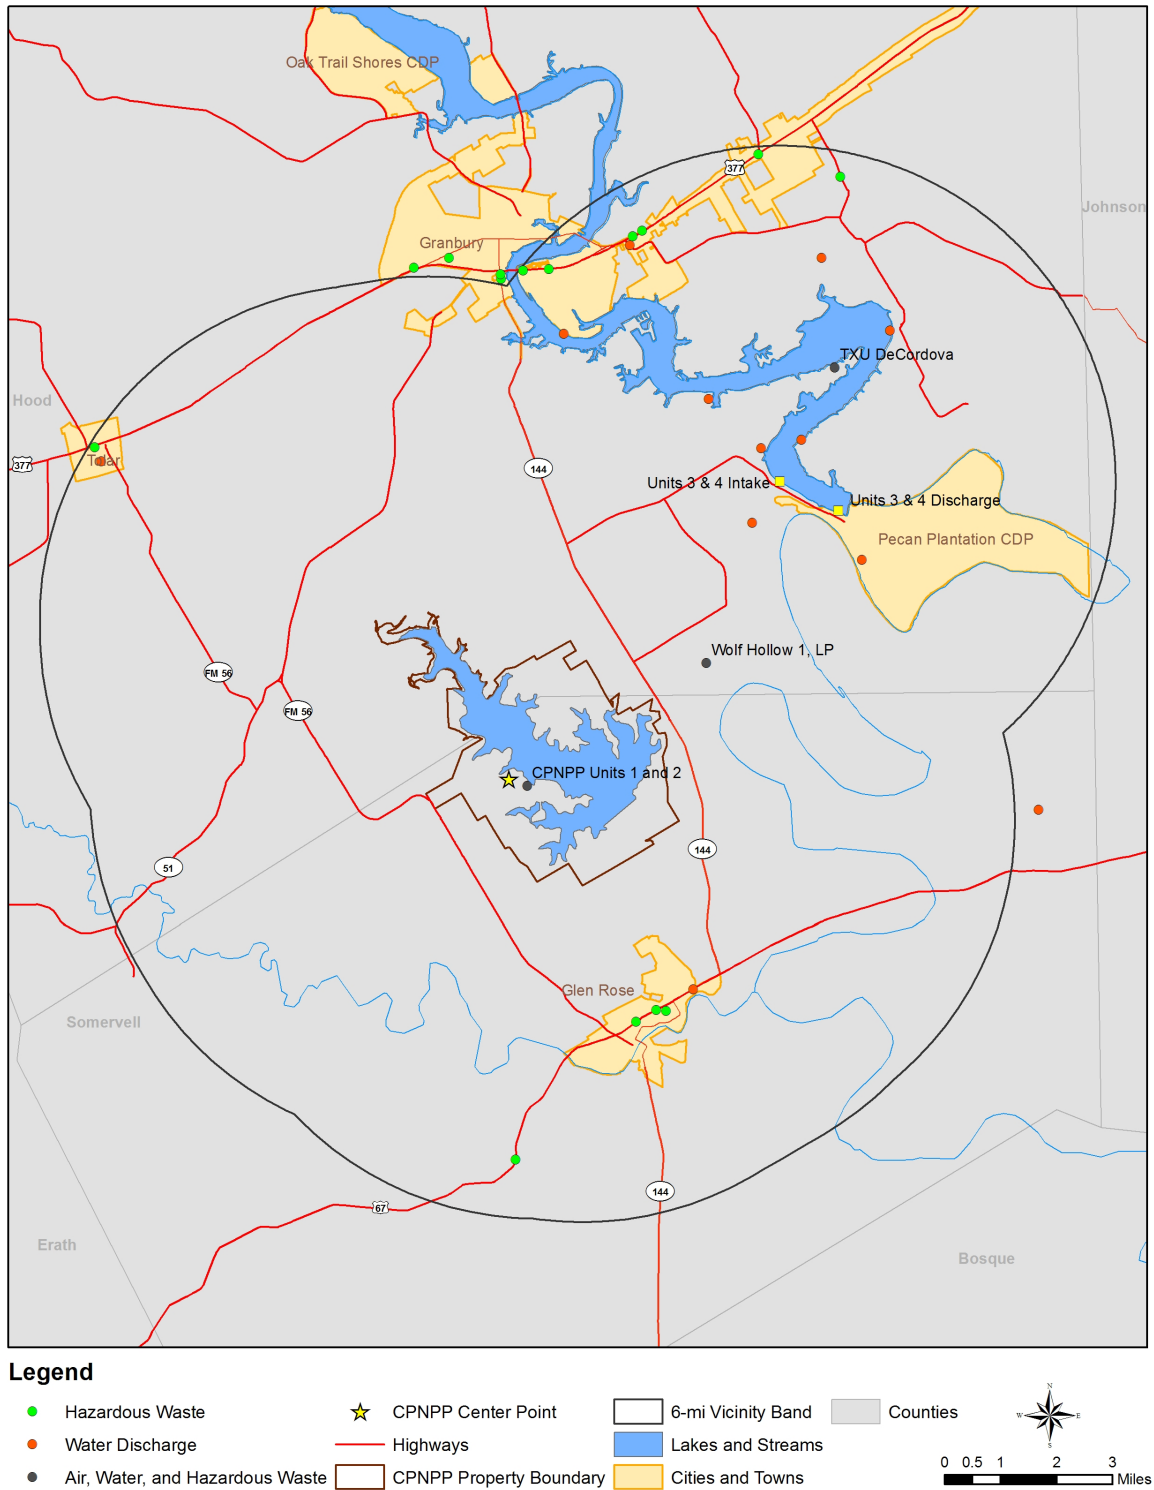 Oak Trail Shores CDP
377
Johnson
Granbury
TXU DeCordova
Hood
Tolar
377
144
Units 3 & 4 Intake
Units 3 & 4 Discharge
Pecan Plantation CDP
Wolf Hollow 1, LP
FM 56
FM 56
CPNPP Units 1 and 2
144
51
Glen Rose
Somervell
144
67
Erath
Bosque
Legend
Hazardous Waste
Water Discharge
Air, Water, and Hazardous Waste
CPNPP Center Point
Highways
CPNPP Property Boundary
6-mi Vicinity Band
Lakes and Streams
Cities and Towns
Counties
N
W E
S
0 0.5 1 2 3
Miles